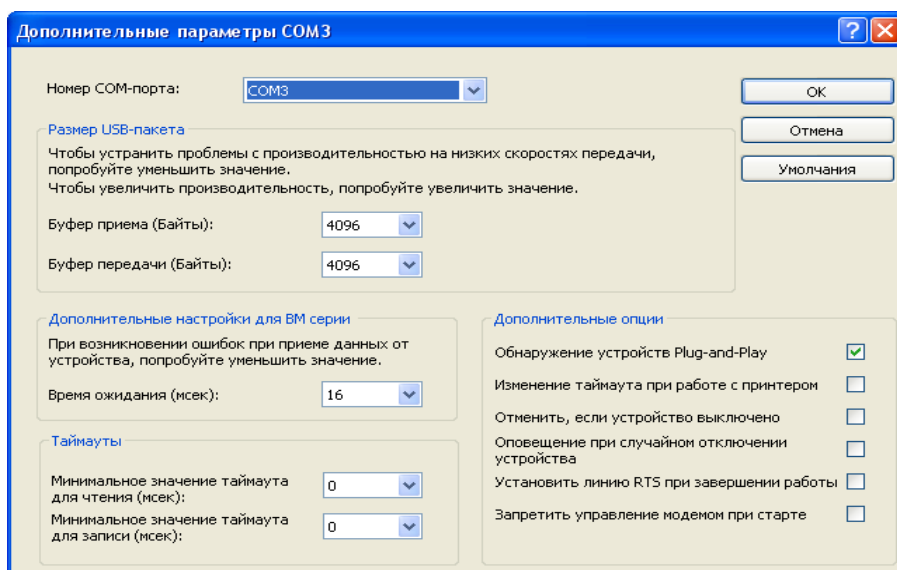 Дополнительные параметры COM3
Номер COM-порта:
COM3
OK
Отмена
Умолчания
Размер USB-пакета
Чтобы устранить проблемы с производительностью на низких скоростях передачи,
попробуйте уменьшить значение.
Чтобы увеличить производительность, попробуйте увеличить значение.
Буфер приема (Байты):
4096
Буфер передачи (Байты):
4096
Дополнительные настройки для BM серии
При возникновении ошибок при приеме данных от
устройства, попробуйте уменьшить значение.
Время ожидания (мсек):
16
Таймауты
Минимальное значение таймаута
для чтения (мсек):
0
Минимальное значение таймаута
для записи (мсек):
0
Дополнительные опции
Обнаружение устройств Plug-and-Play
Изменение таймаута при работе с принтером
Отменить, если устройство выключено
Оповещение при случайном отключении
устройства
Установить линию RTS при завершении работы
Запретить управление модемом при старте